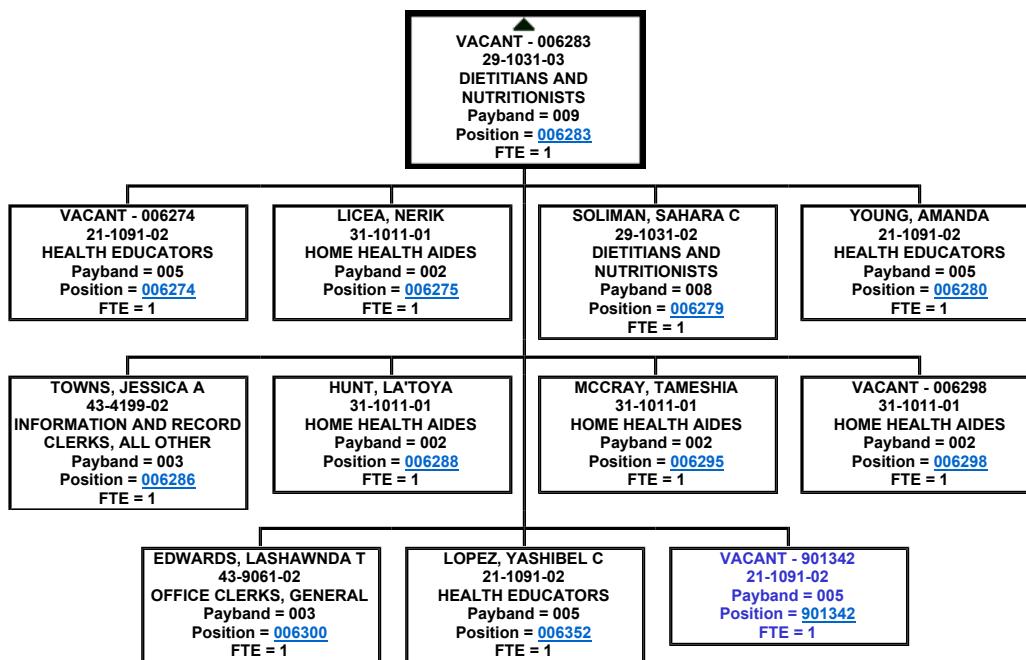 VACANT - 006283
29-1031-03
DIETITIANS AND
NUTRITIONISTS
Payband = 009
Position = 006283
FTE = 1
VACANT - 006274
21-1091-02
HEALTH EDUCATORS
Payband = 005
Position = 006274
FTE = 1
LICEA, NERIK
31-1011-01
HOME HEALTH AIDES
Payband = 002
Position = 006275
FTE = 1
SOLIMAN, SAHARA C
29-1031-02
DIETITIANS AND
NUTRITIONISTS
Payband = 008
Position = 006279
FTE = 1
YOUNG, AMANDA
21-1091-02
HEALTH EDUCATORS
Payband = 005
Position = 006280
FTE = 1
TOWNS, JESSICA A
43-4199-02
INFORMATION AND RECORD
CLERKS, ALL OTHER
Payband = 003
Position = 006286
FTE = 1
HUNT, LA'TOYA
31-1011-01
HOME HEALTH AIDES
Payband = 002
Position = 006288
FTE = 1
MCCRAY, TAMESHIA
31-1011-01
HOME HEALTH AIDES
Payband = 002
Position = 006295
FTE = 1
VACANT - 006298
31-1011-01
HOME HEALTH AIDES
Payband = 002
Position = 006298
FTE = 1
EDWARDS, LASHAWNDA T
43-9061-02
OFFICE CLERKS, GENERAL
Payband = 003
Position = 006300
FTE = 1
LOPEZ, YASHIBEL C
21-1091-02
HEALTH EDUCATORS
Payband = 005
Position = 006352
FTE = 1
VACANT - 901342
21-1091-02
Payband = 005
Position = 901342
FTE = 1